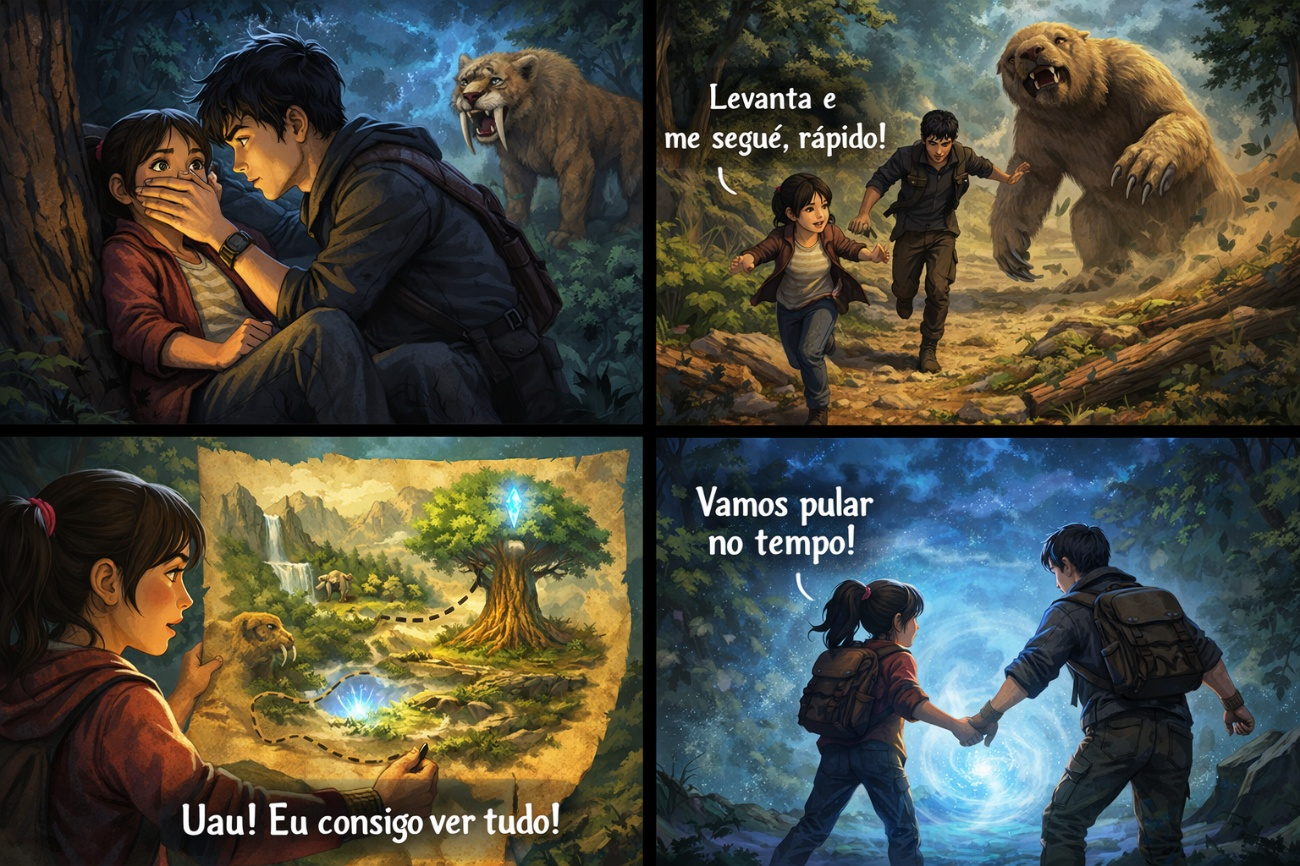 Levanta e
me segué, rápido!
Uau! Eu consigo ver tudo!
Vamos pular
no tempo!